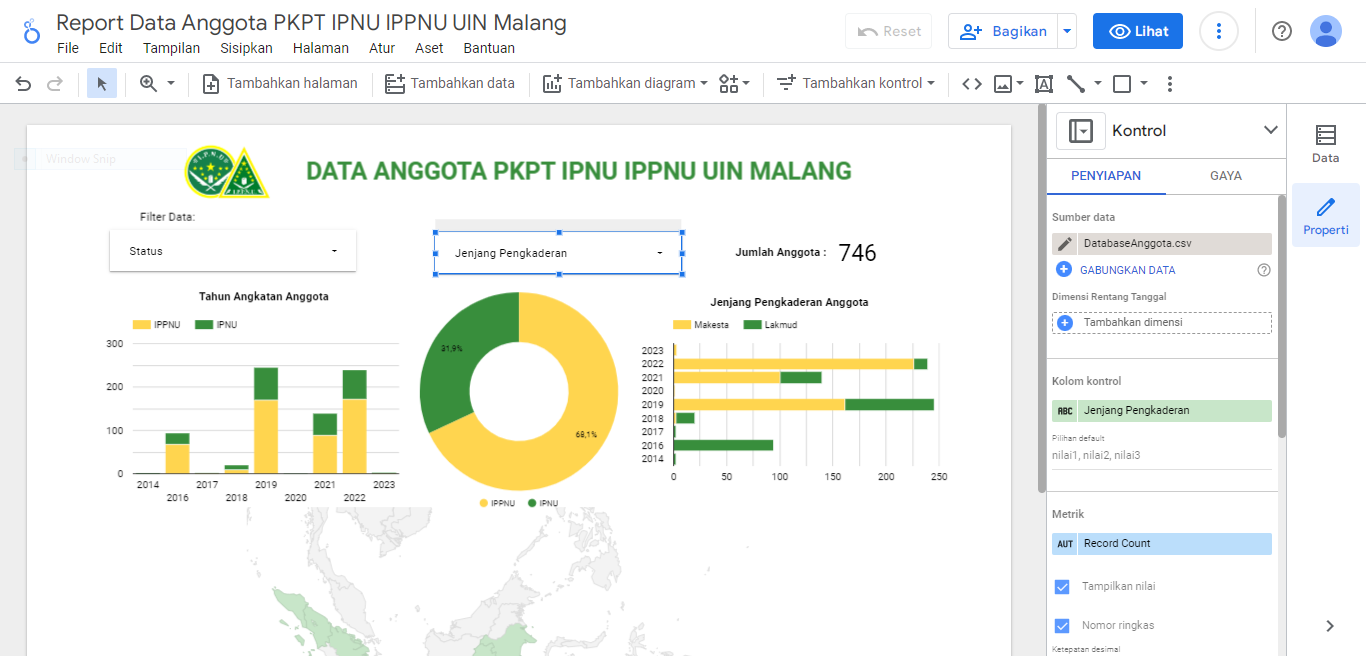 Report Data Anggota PKPT IPNU IPPNU UIN Malang
File Edit Tampilan Sisipkan Halaman Atur Aset Bantuan
Reset
Bagikan
Lihat
Tambahkan halaman
Tambahkan data
Tambahkan diagram
Tambahkan kontrol
Window Snip
DATA ANGGOTA PKPT IPNU IPPNU UIN MALANG
Filter Data:
Status
Jenjang Pengkaderan
Jumlah Anggota : 746
Tahun Angkatan Anggota
IPPNU IPNU
300
200
100
0
2014 2016 2017 2018 2019 2020 2021 2022 2023
31,9%
68,1%
IPPNU IPNU
Jenjang Pengkaderan Anggota
Makesta Lakmud
2023
2022
2021
2020
2019
2018
2017
2016
2014
0 50 100 150 200 250
Kontrol
PENYIAPAN GAYA
Sumber data
DatabaseAnggota.csv
GABUNGKAN DATA
Dimensi Rentang Tanggal
Tambahkan dimensi
Kolom kontrol
ABC Jenjang Pengkaderan
Pilihan default
nilai1, nilai2, nilai3
Metrik
AUT Record Count
Tampilkan nilai
Nomor ringkas
Ketepatan desimal
Data
Properti